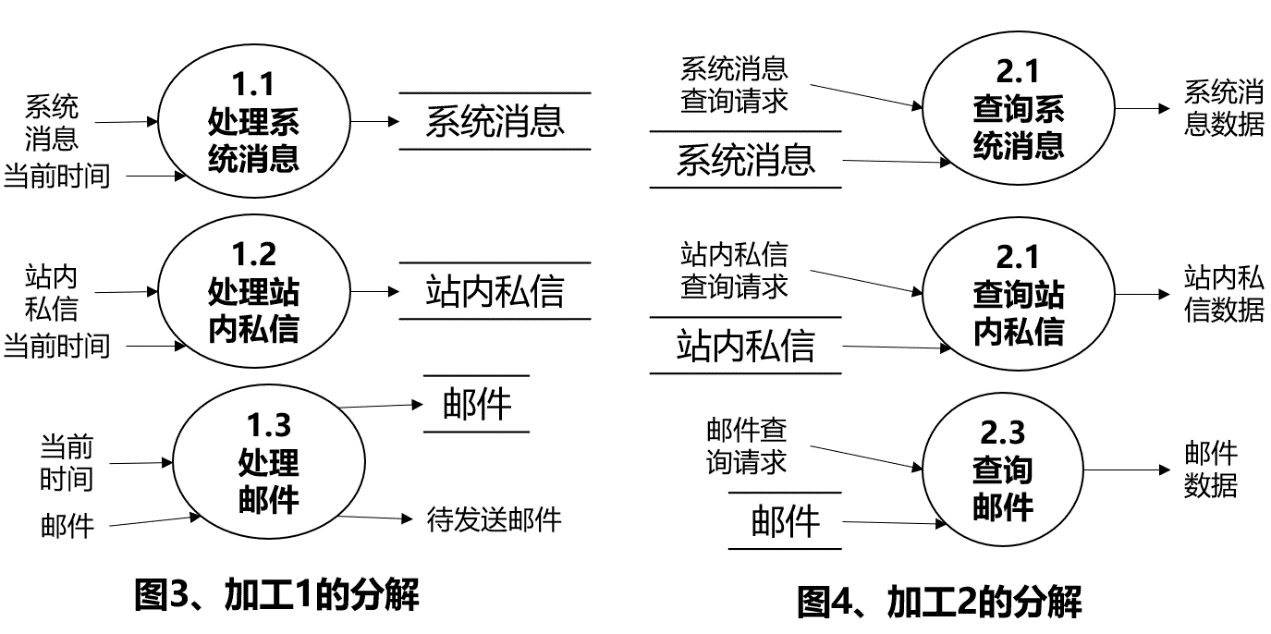 系统
消息
当前时间
1.1
处理系
统消息
系统消息
站内
私信
当前时间
1.2
处理站
内私信
站内私信
当前
时间
邮件
1.3
处理
邮件
邮件
待发送邮件
图3、加工1的分解
系统消息
查询请求
系统消息
2.1
查询系
统消息
系统消
息数据
站内私信
查询请求
站内私信
2.1
查询站
内私信
站内私
信数据
邮件查
询请求
邮件
2.3
查询
邮件
邮件
数据
图4、加工2的分解